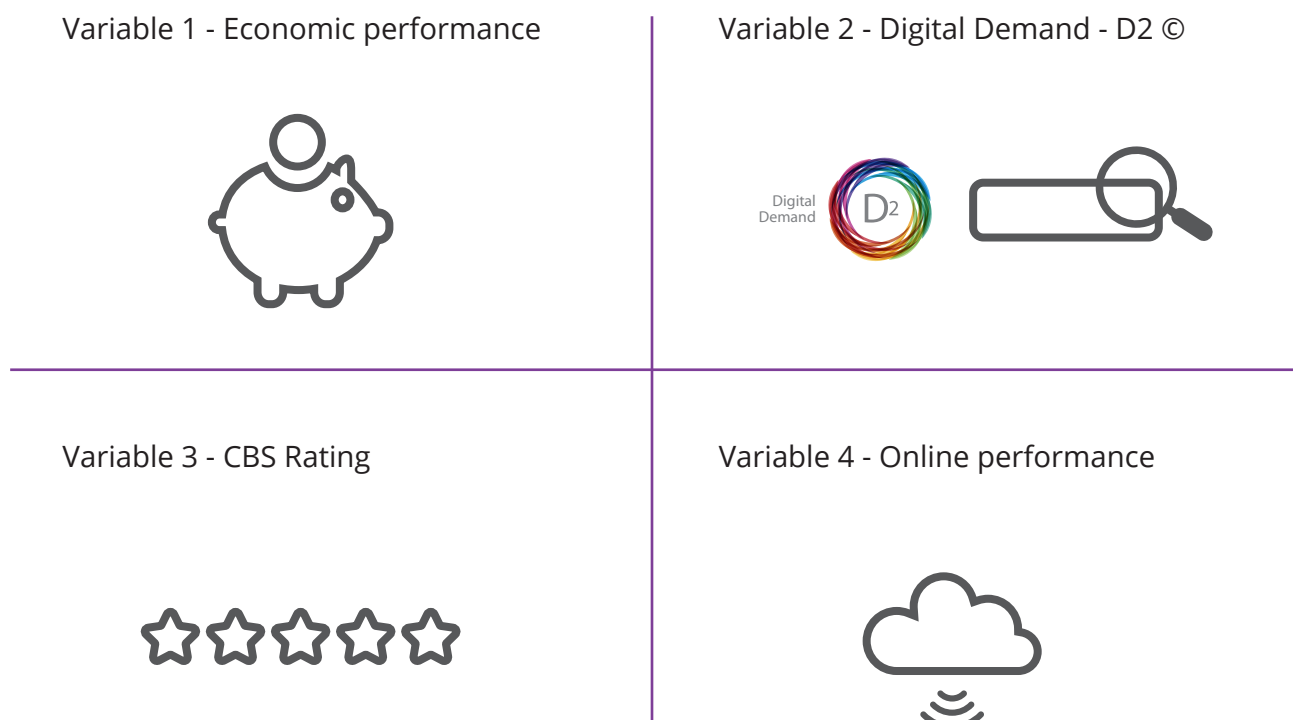 Variable 1 - Economic performance
Variable 2 - Digital Demand - D2 ©
Digital
Demand
D2
Variable 3 - CBS Rating
Variable 4 - Online performance